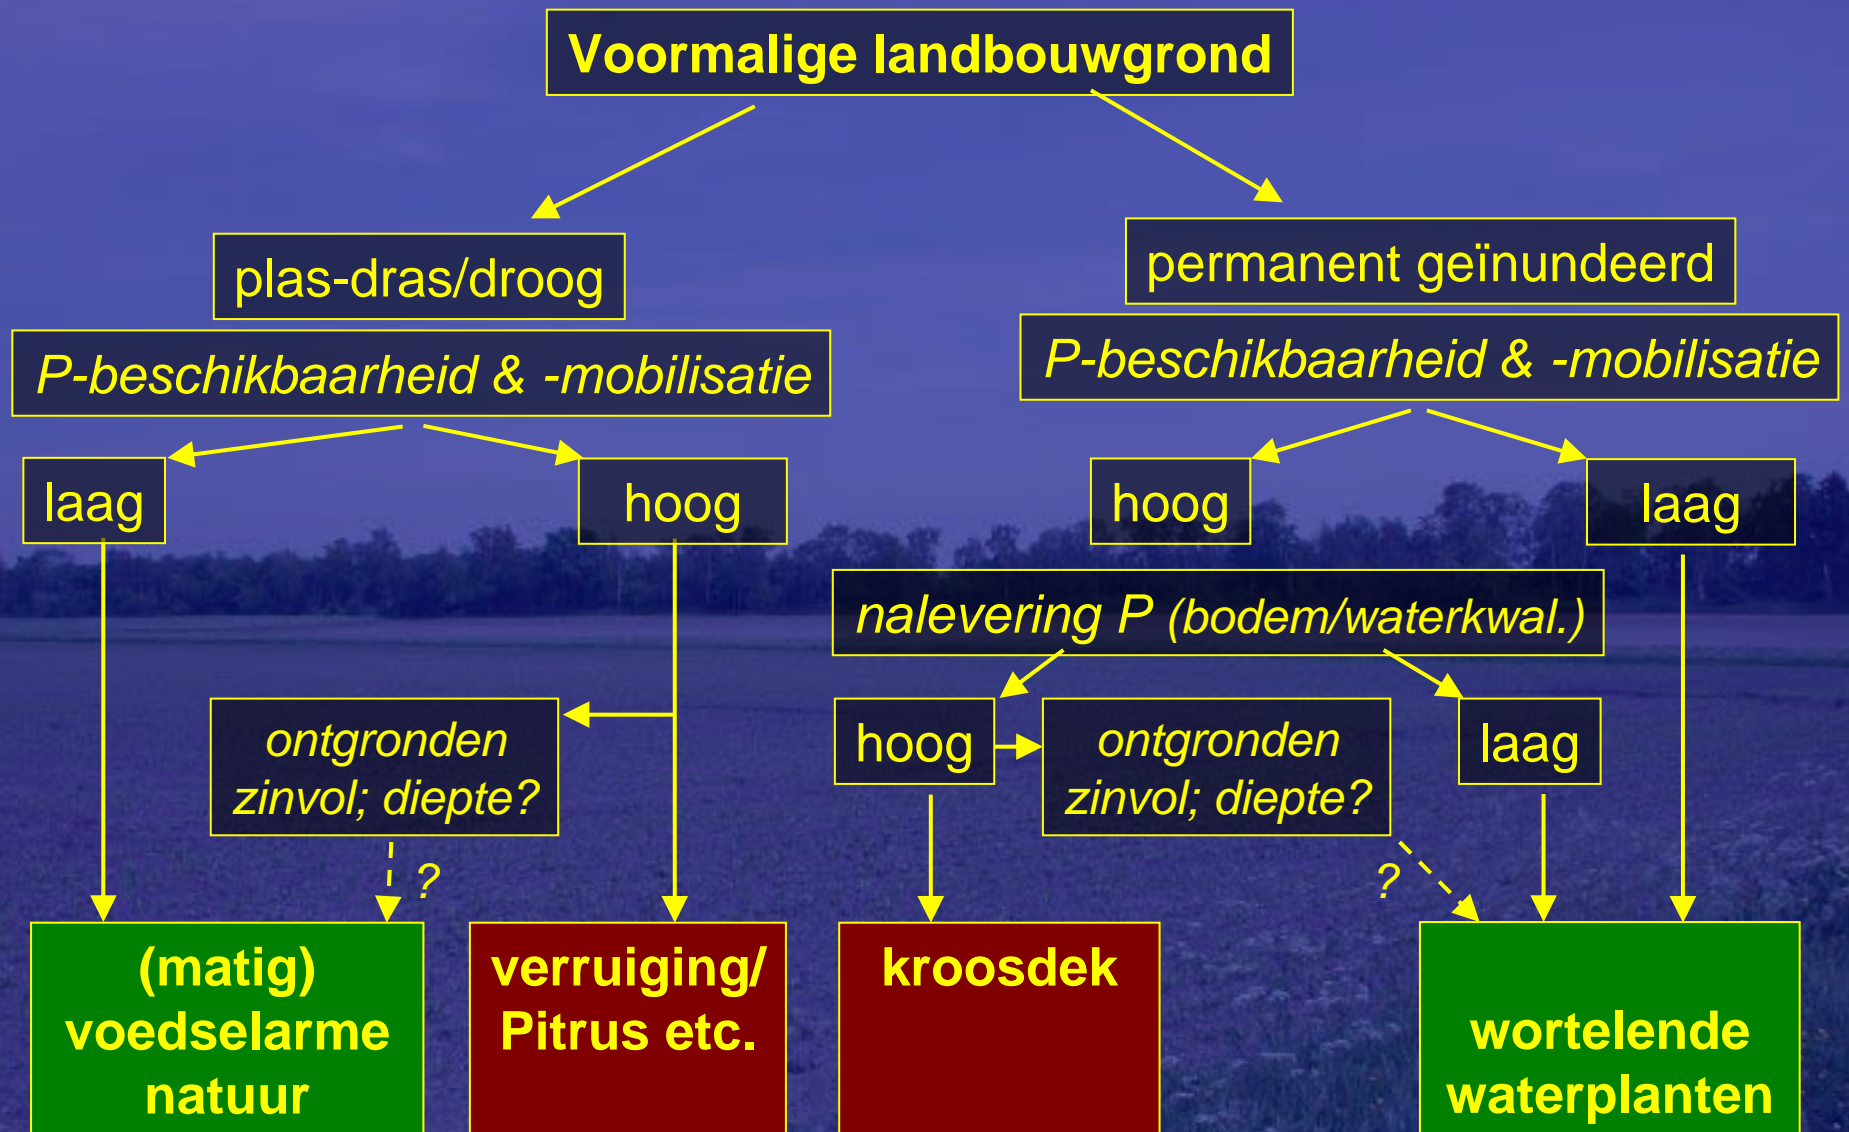 Voormalige landbouwgrond
plas-dras/droog
permanent geïnundeerd
P-beschikbaarheid & -mobilisatie
P-beschikbaarheid & -mobilisatie
laag
hoog
hoog
laag
nalevering P (bodem/waterkwal.)
ontgronden
zinvol; diepte?
hoog
ontgronden
zinvol; diepte?
laag
?
?
(matig)
voedselarme
natuur
verruiging/
Pitrus etc.
kroosdek
wortelende
waterplanten